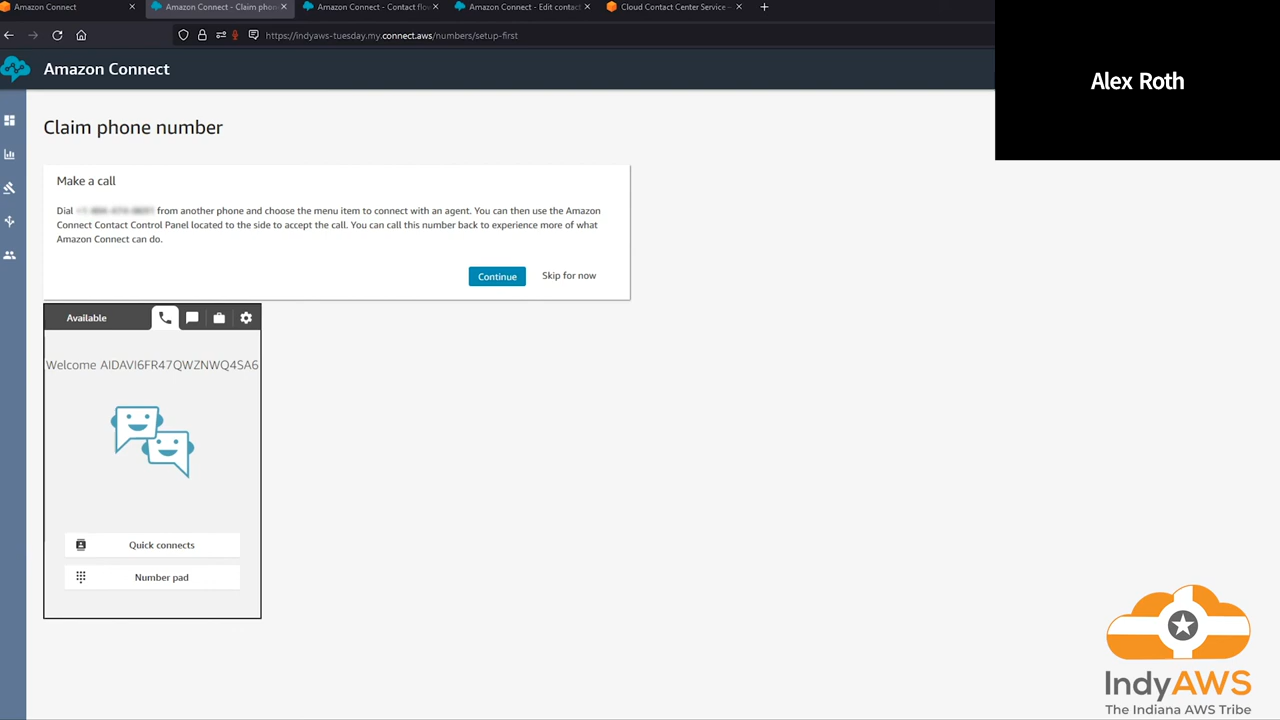 Amazon Connect
Amazon Connect - Claim phon
Amazon Connect - Contact flow
Amazon Connect - Edit contact
Cloud Contact Center Service -
https://indyaws-tuesday.my.connect.aws/numbers/setup-first
Amazon Connect
Alex Roth
Claim phone number
Make a call
Dial from another phone and choose the menu item to connect with an agent. You can then use the Amazon
Connect Contact Control Panel located to the side to accept the call. You can call this number back to experience more of what
Amazon Connect can do.
Continue
Skip for now
Available
Welcome AIDAVI6FR47QWZNWQ4SA6
Quick connects
Number pad
IndyAWS
The Indiana AWS Tribe